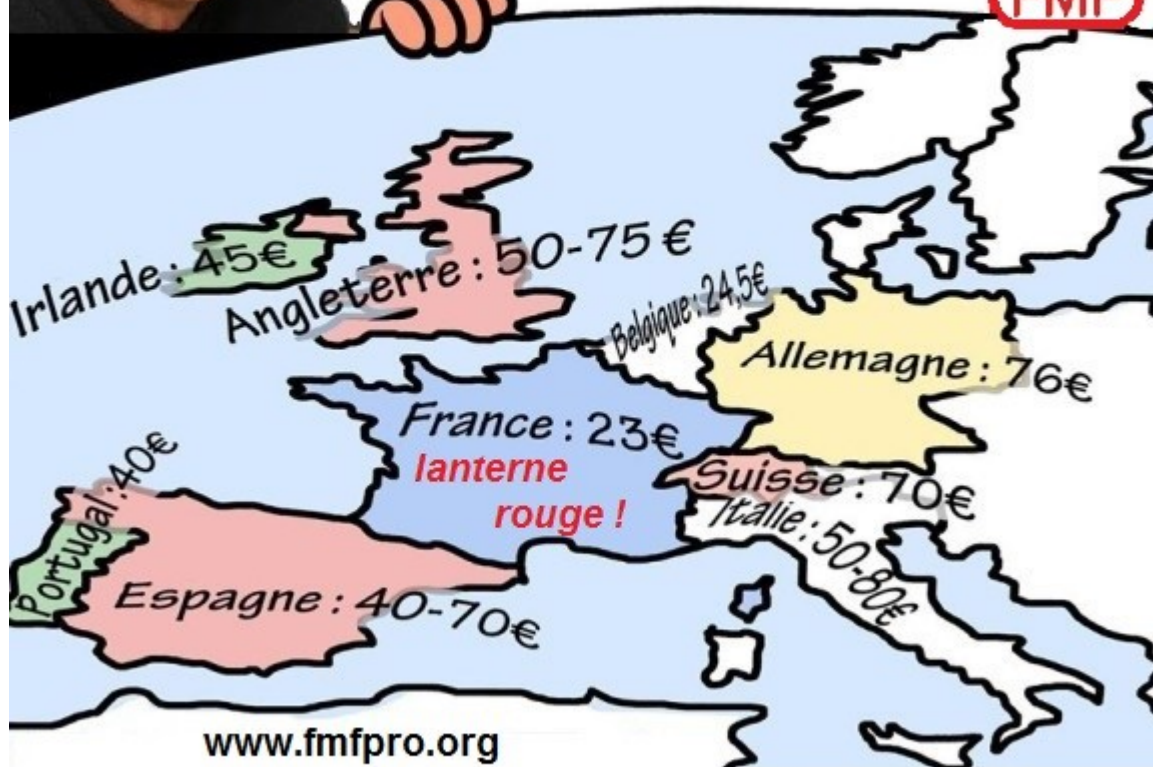 FMF
Irlande : 45€
Angleterre : 50-75 €
Belgique : 24,5€
Allemagne : 76€
France : 23€
lanterne
rouge !
Suisse : 70€
Italie : 50-80€
Portugal : 40€
Espagne : 40-70€
www.fmfpro.org